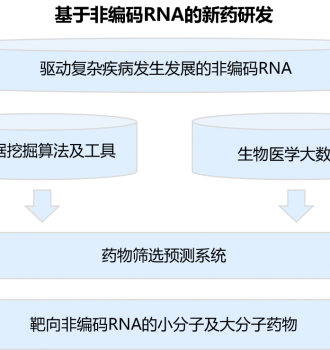 基于非编码RNA的新药研发
驱动复杂疾病发生发展的非编码RNA
据挖掘算法及工具
生物医学大数
药物筛选预测系统
靶向非编码RNA的小分子及大分子药物